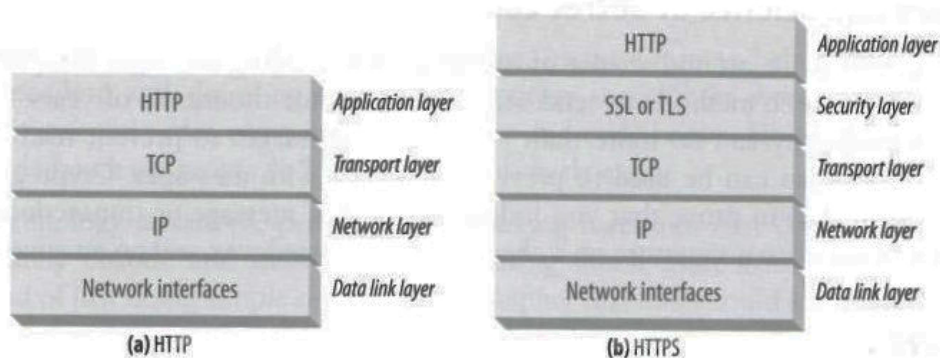 HTTP Application layer
TCP Transport layer
IP Network layer
Network interfaces Data link layer
(a) HTTP
HTTP Application layer
SSL or TLS Security layer
TCP Transport layer
IP Network layer
Network interfaces Data link layer
(b) HTTPS